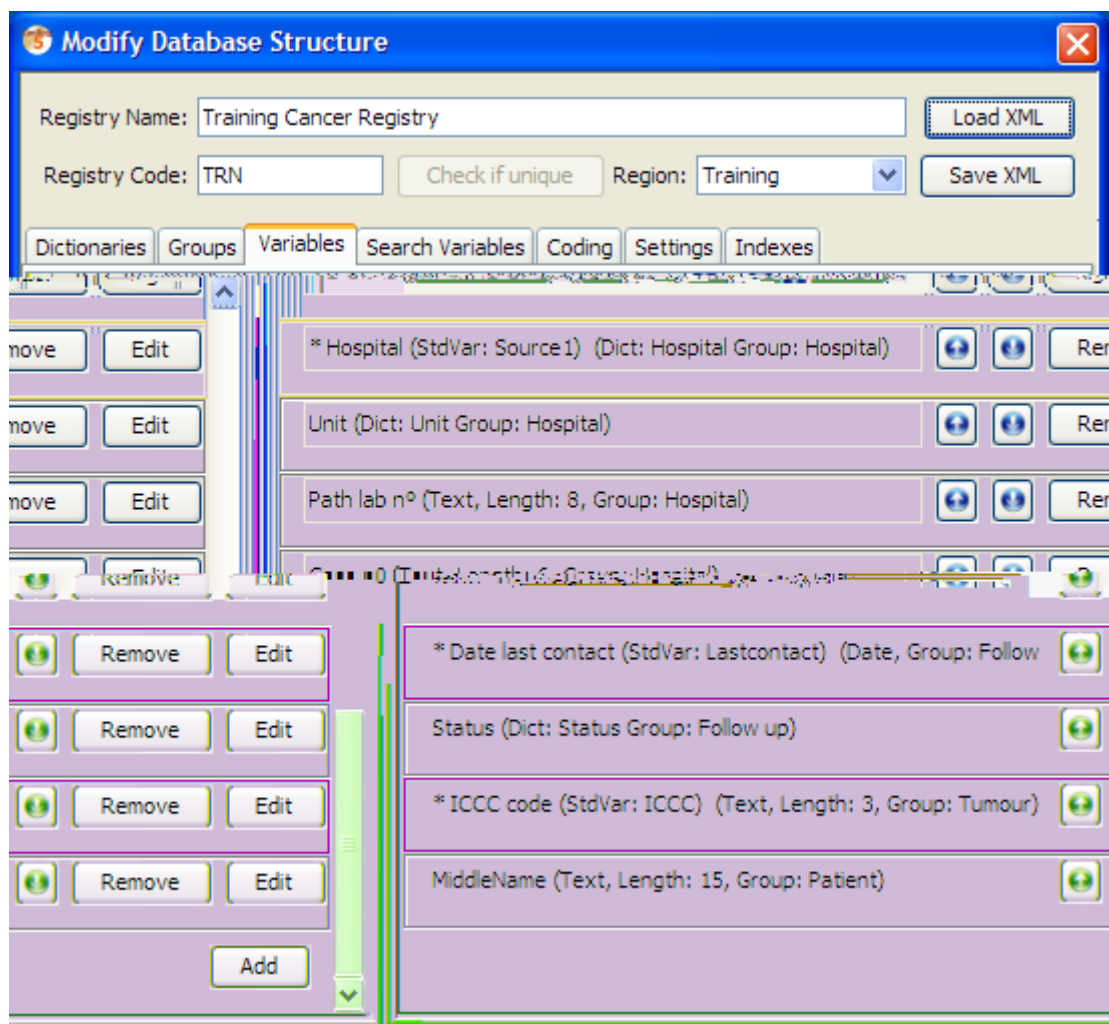 Modify Database Structure
Registry Name: Training Cancer Registry Load XML
Registry Code: TRN Check if unique Region: Training Save XML
Dictionaries Groups Variables Search Variables Coding Settings Indexes
move Edit * Hospital (StdVar: Source1) (Dict: Hospital Group: Hospital) Rer
move Edit Unit (Dict: Unit Group: Hospital) Rer
move Edit Path lab nº (Text, Length: 8, Group: Hospital) Rer
Remove Edit * Date last contact (StdVar: Lastcontact) (Date, Group: Follow
Remove Edit Status (Dict: Status Group: Follow up)
Remove Edit * ICCC code (StdVar: ICCC) (Text, Length: 3, Group: Tumour)
Remove Edit MiddleName (Text, Length: 15, Group: Patient)
Add